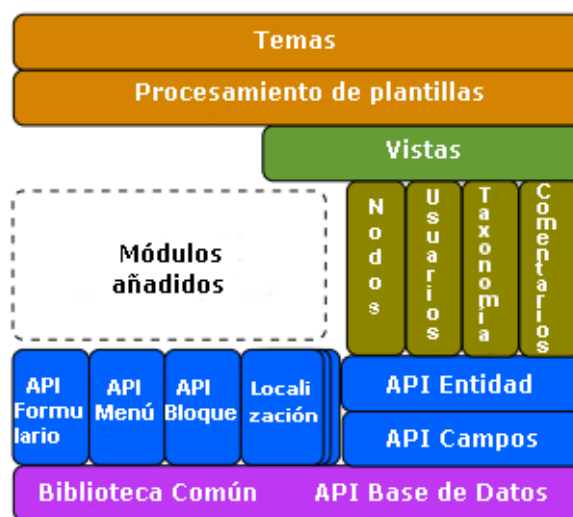 Temas
Procesamiento de plantillas
Vistas
Módulos
añadidos
Nodos
Usuarios
Taxonomía
Comentarios
API
Formu
lario
API
Menú
API
Bloque
Locali
zación
API Entidad
API Campos
Biblioteca Común
API Base de Datos